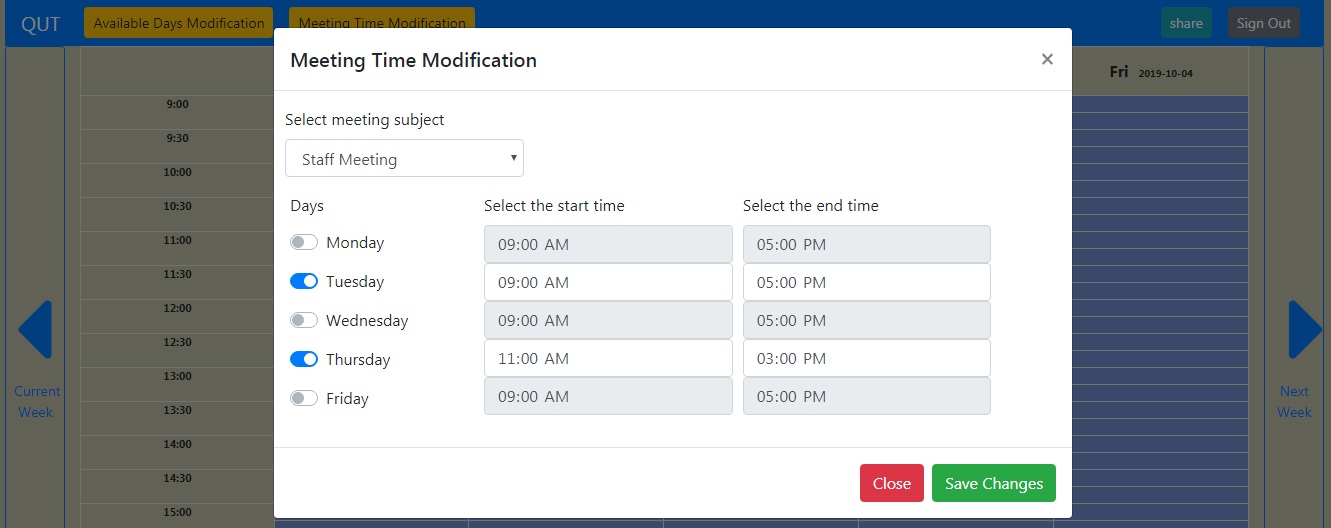 QUT Available Days Modification Meeting Time Modification share Sign Out
Meeting Time Modification ×
Fri 2019-10-04
9:00
9:30
10:00
10:30
11:00
11:30
12:00
12:30
13:00
13:30
14:00
14:30
15:00
Current
Week
Select meeting subject
Staff Meeting
Days Select the start time Select the end time
Monday 09:00 AM 05:00 PM
Tuesday 09:00 AM 05:00 PM
Wednesday 09:00 AM 05:00 PM
Thursday 11:00 AM 03:00 PM
Friday 09:00 AM 05:00 PM
Close Save Changes
Next
Week